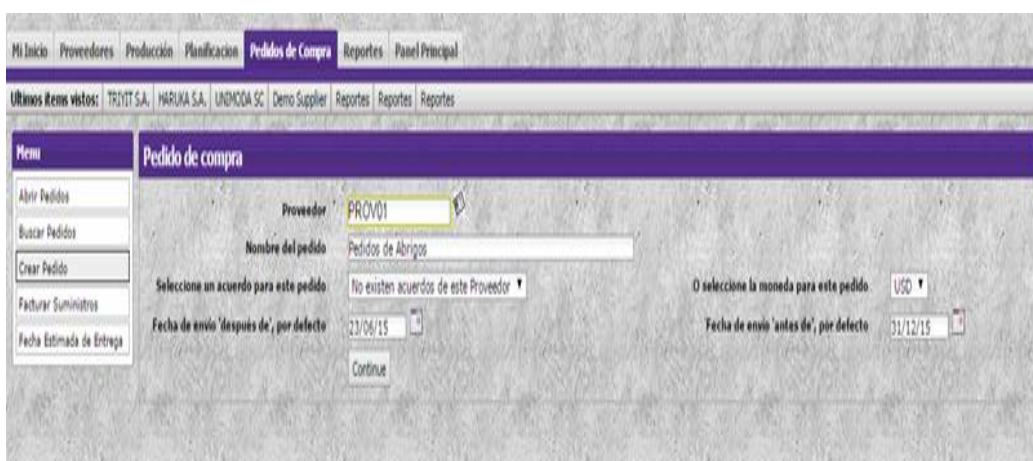 Mi Inicio Proveedores Producción Planificacion Pedidos de Compra Reportes Panel Principal
Ultimos items vistos: TRIYIT S.A. HARUKA S.A. UNIMODA SC Demo Supplier Reportes Reportes Reportes
Menu
Abrir Pedidos
Buscar Pedidos
Crear Pedido
Facturar Suministros
Fecha Estimada de Entrega
Pedido de compra
Proveedor * PROV01
Nombre del pedido Pedidos de Abrigos
Seleccione un acuerdo para este pedido No existen acuerdos de este Proveedor O seleccione la moneda para este pedido USD
Fecha de envio 'después de', por defecto 23/06/15 Fecha de envio 'antes de', por defecto 31/12/15
Continue